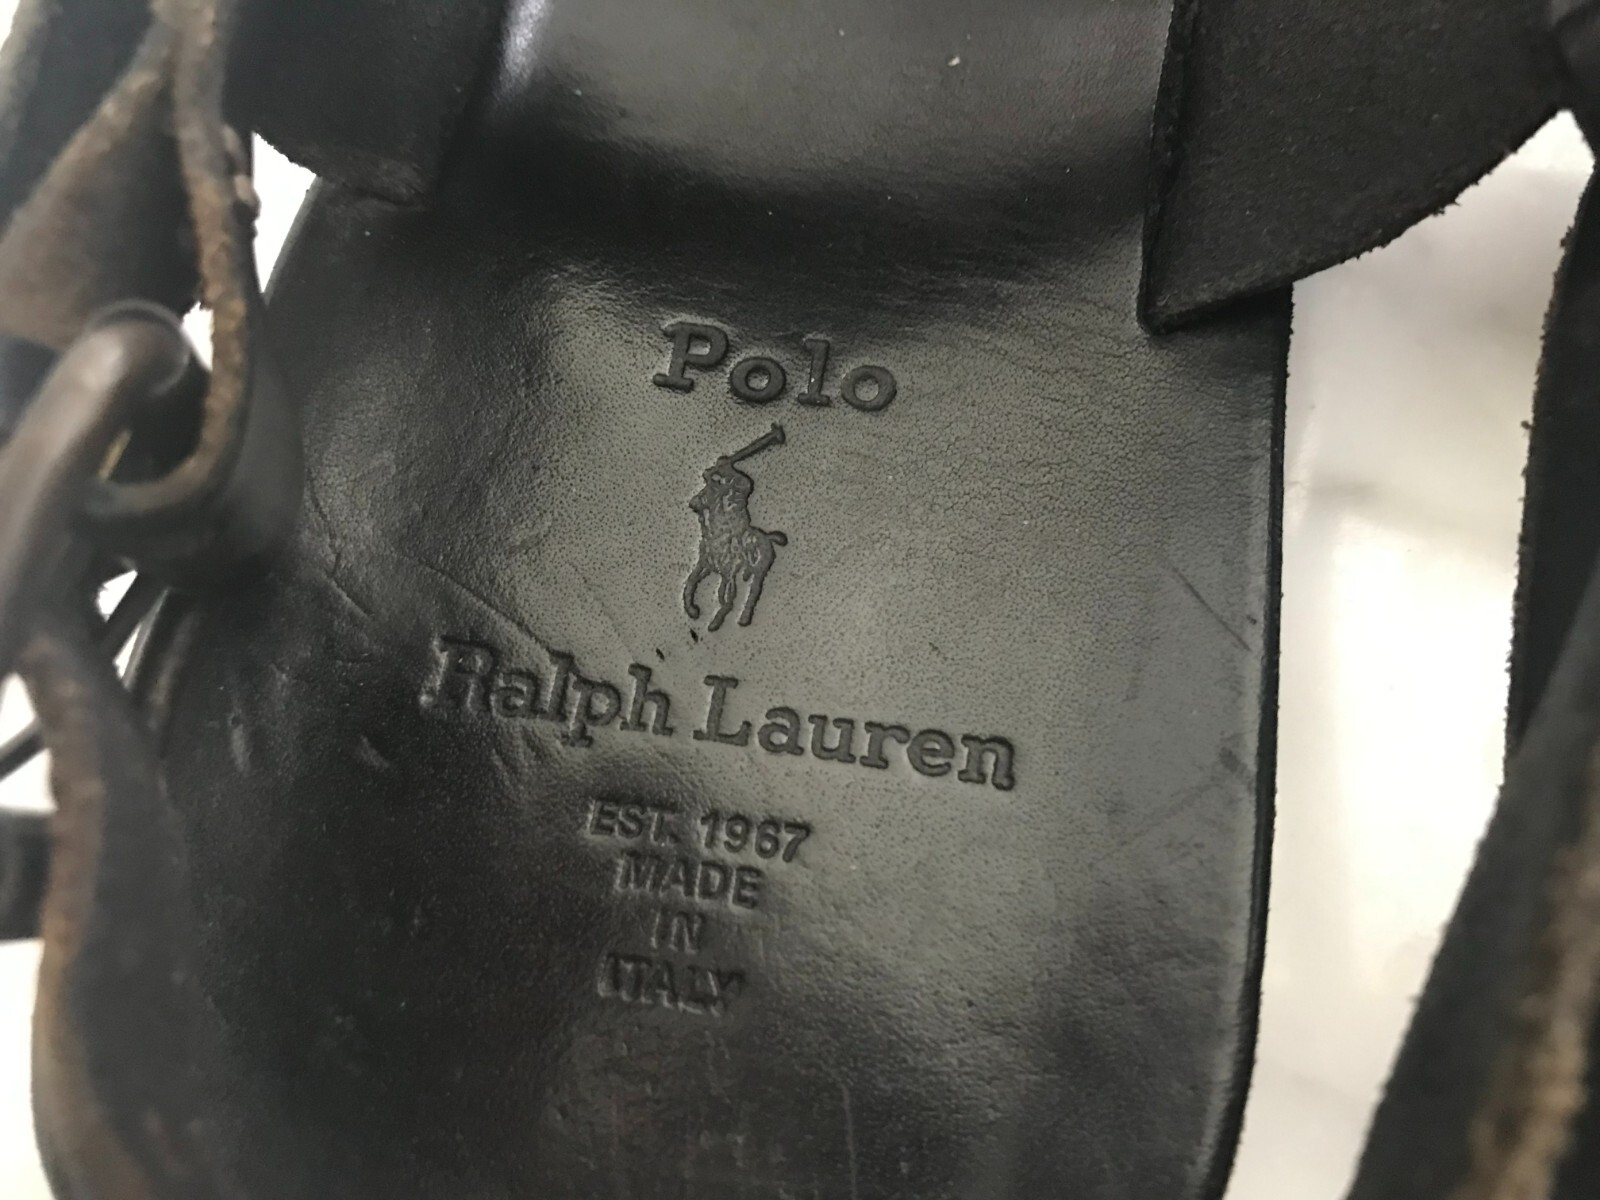 Polo
Ralph Lauren
EST. 1967
MADE
IN
ITALY